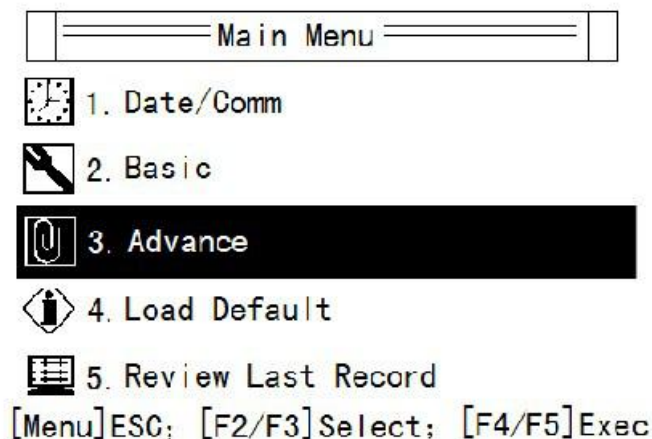 Main Menu
1. Date/Comm
2. Basic
3. Advance
4. Load Default
5. Review Last Record
[Menu]ESC; [F2/F3]Select; [F4/F5]Exec